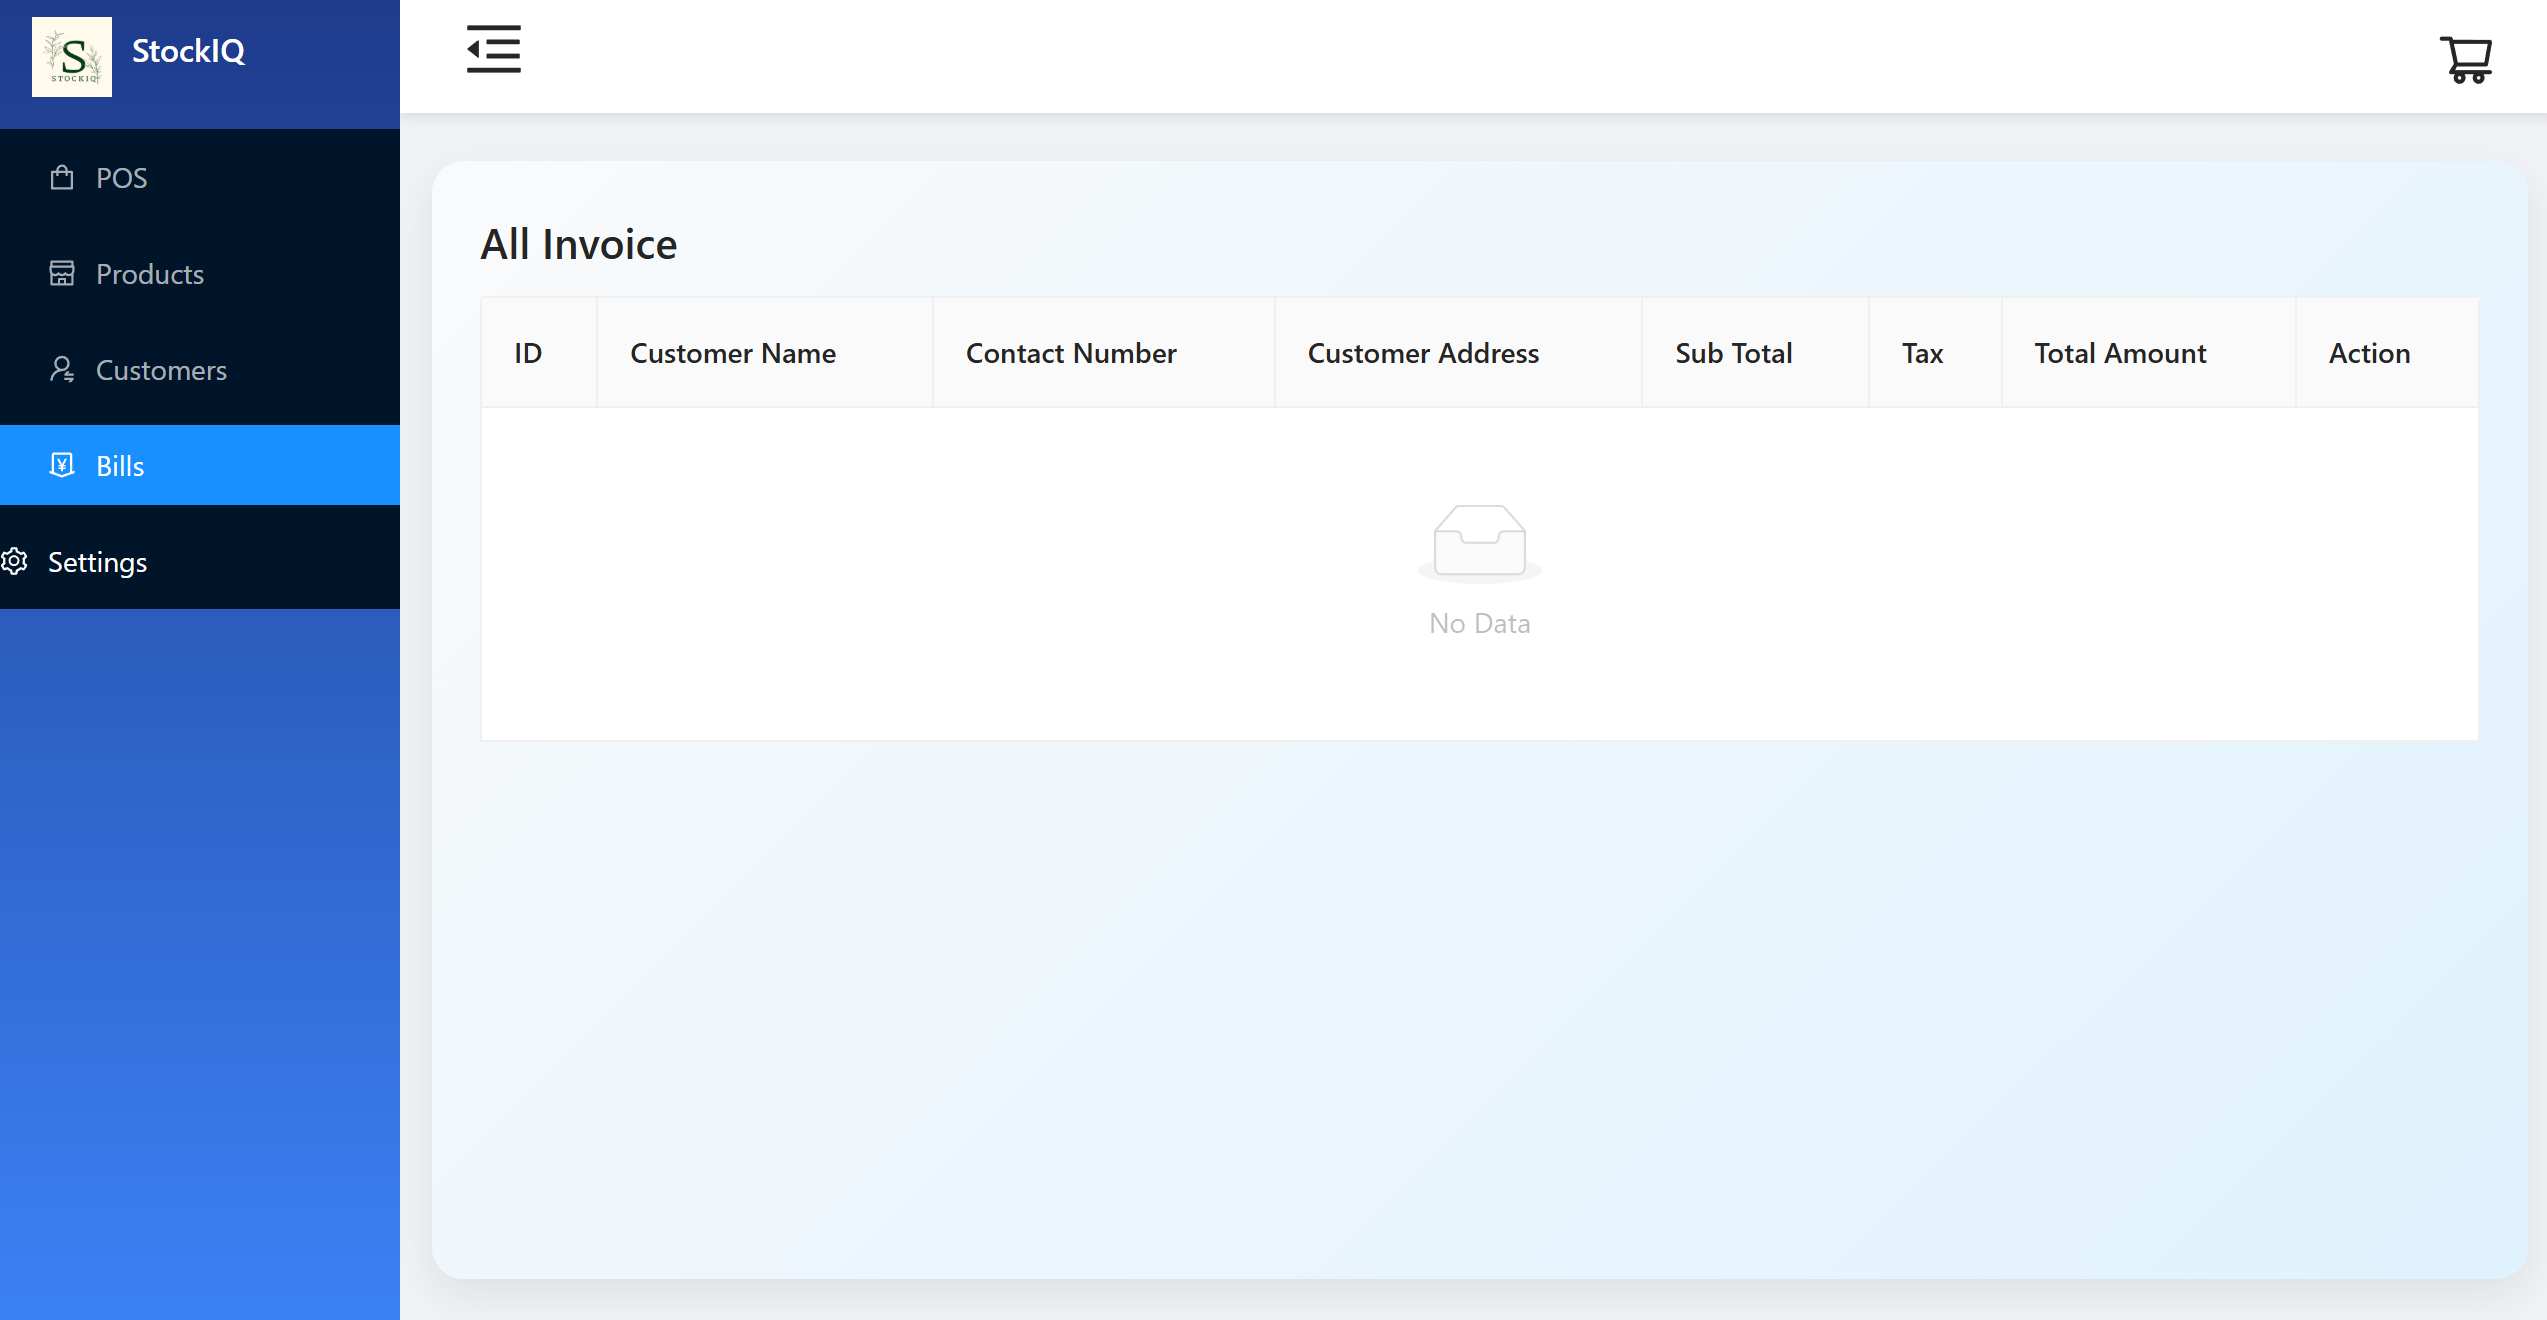 S
STOCKIQ
StockIQ
POS
Products
Customers
¥ Bills
Settings
All Invoice
ID Customer Name Contact Number Customer Address Sub Total Tax Total Amount Action
No Data